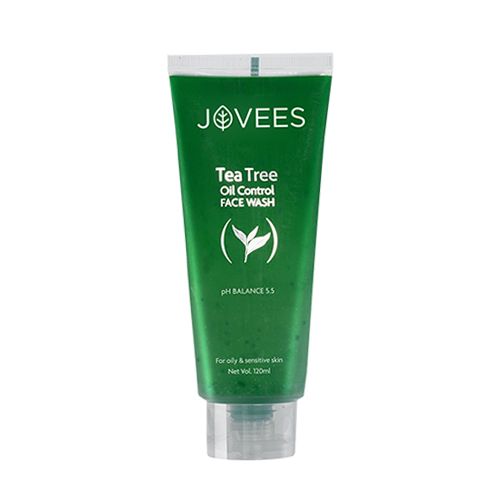 JOVEES
Tea Tree
Oil Control
FACE WASH
pH BALANCE 5.5
For oily & sensitive skin
Net Vol. 120ml